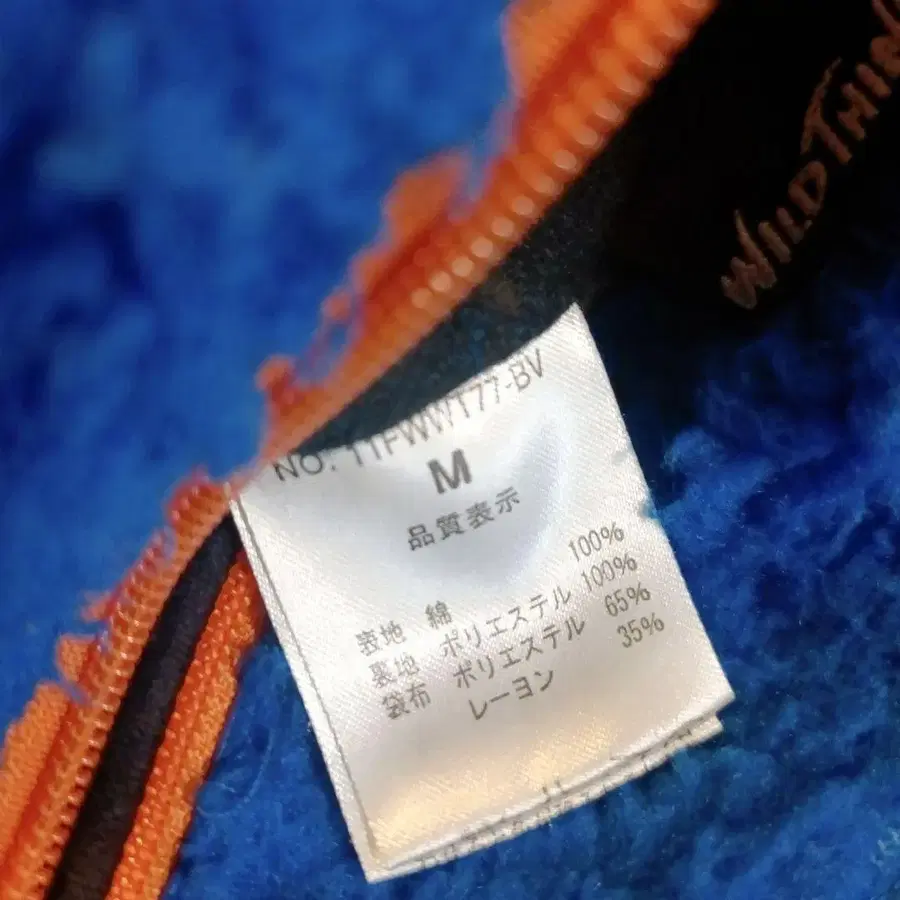 WILD THIN
NO. 11FWWT77-BV
M
品質表示
表地 綿 100%
裏地 ポリエステル 100%
袋布 ポリエステル 65%
レーヨン 35%